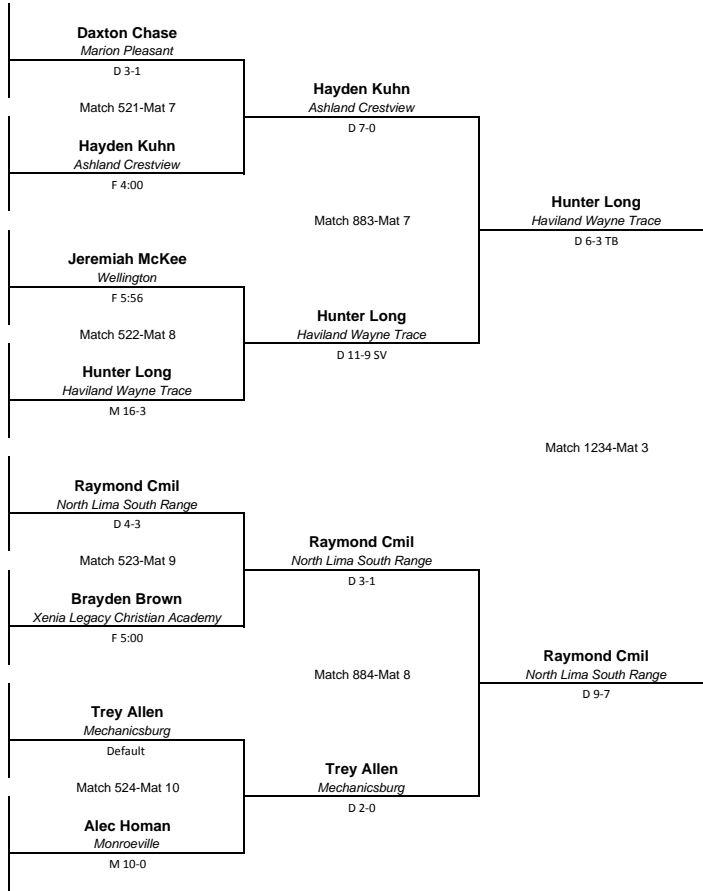 Daxton Chase
Marion Pleasant
D 3-1
Match 521-Mat 7
Hayden Kuhn
Ashland Crestview
F 4:00
Hayden Kuhn
Ashland Crestview
D 7-0
Match 883-Mat 7
Hunter Long
Haviland Wayne Trace
D 6-3 TB
Jeremiah McKee
Wellington
F 5:56
Match 522-Mat 8
Hunter Long
Haviland Wayne Trace
M 16-3
Hunter Long
Haviland Wayne Trace
D 11-9 SV
Match 1234-Mat 3
Raymond Cmil
North Lima South Range
D 4-3
Match 523-Mat 9
Brayden Brown
Xenia Legacy Christian Academy
F 5:00
Raymond Cmil
North Lima South Range
D 3-1
Match 884-Mat 8
Raymond Cmil
North Lima South Range
D 9-7
Trey Allen
Mechanicsburg
Default
Match 524-Mat 10
Alec Homan
Monroeville
M 10-0
Trey Allen
Mechanicsburg
D 2-0